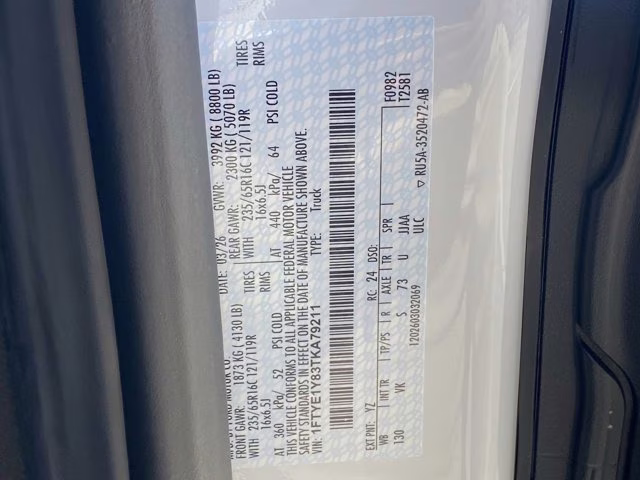 DATE: 03/26 GVWR: 3992 KG ( 8800 LB)
FRONT GAWR: 1873 KG ( 4130 LB) REAR GAWR: 2300 KG ( 5070 LB)
WITH 235/65R16C 121/119R WITH 235/65R16C 121/119R TIRES
16x6.5J RIMS 16x6.5J RIMS
AT 360 kPa/ 52 PSI COLD AT 440 kPa/ 64 PSI COLD
THIS VEHICLE CONFORMS TO ALL APPLICABLE FEDERAL MOTOR VEHICLE
SAFETY STANDARDS IN EFFECT ON THE DATE OF MANUFACTURE SHOWN ABOVE.
VIN: 1FTYE1Y83TKA79211 TYPE: Truck
F0982
T2581
EXT PNT: YZ RC: 24 DSO:
WB INT TR TP/PS R AXLE TR SPR
130 VK S 73 U JJAA
ULC
1202603032069 ▽ RU5A-3520472-AB